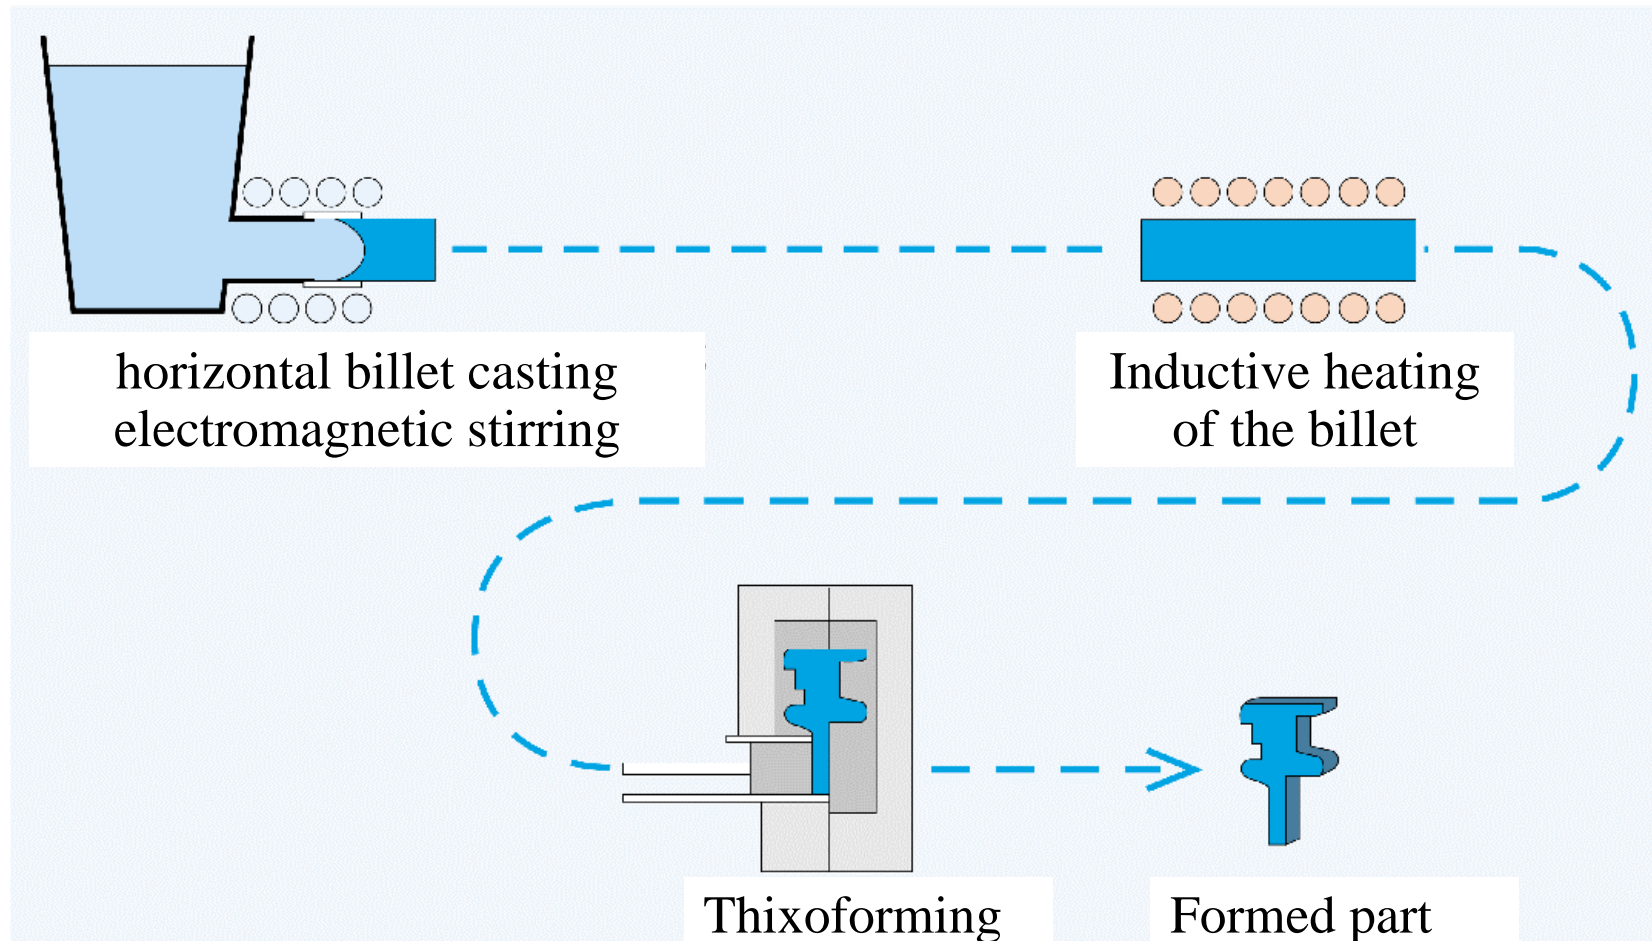 horizontal billet casting
electromagnetic stirring
Inductive heating
of the billet
Thixoforming
Formed part